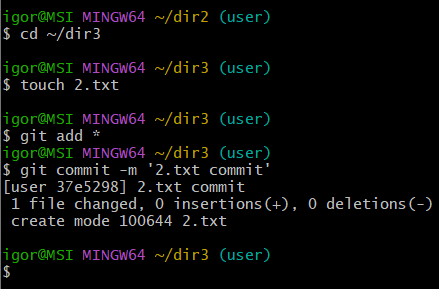 igor@MSI MINGW64 ~/dir2 (user)
$ cd ~/dir3
igor@MSI MINGW64 ~/dir3 (user)
$ touch 2.txt
igor@MSI MINGW64 ~/dir3 (user)
$ git add *
igor@MSI MINGW64 ~/dir3 (user)
$ git commit -m '2.txt commit'
[user 37e5298] 2.txt commit
 1 file changed, 0 insertions(+), 0 deletions(-)
 create mode 100644 2.txt
igor@MSI MINGW64 ~/dir3 (user)
$